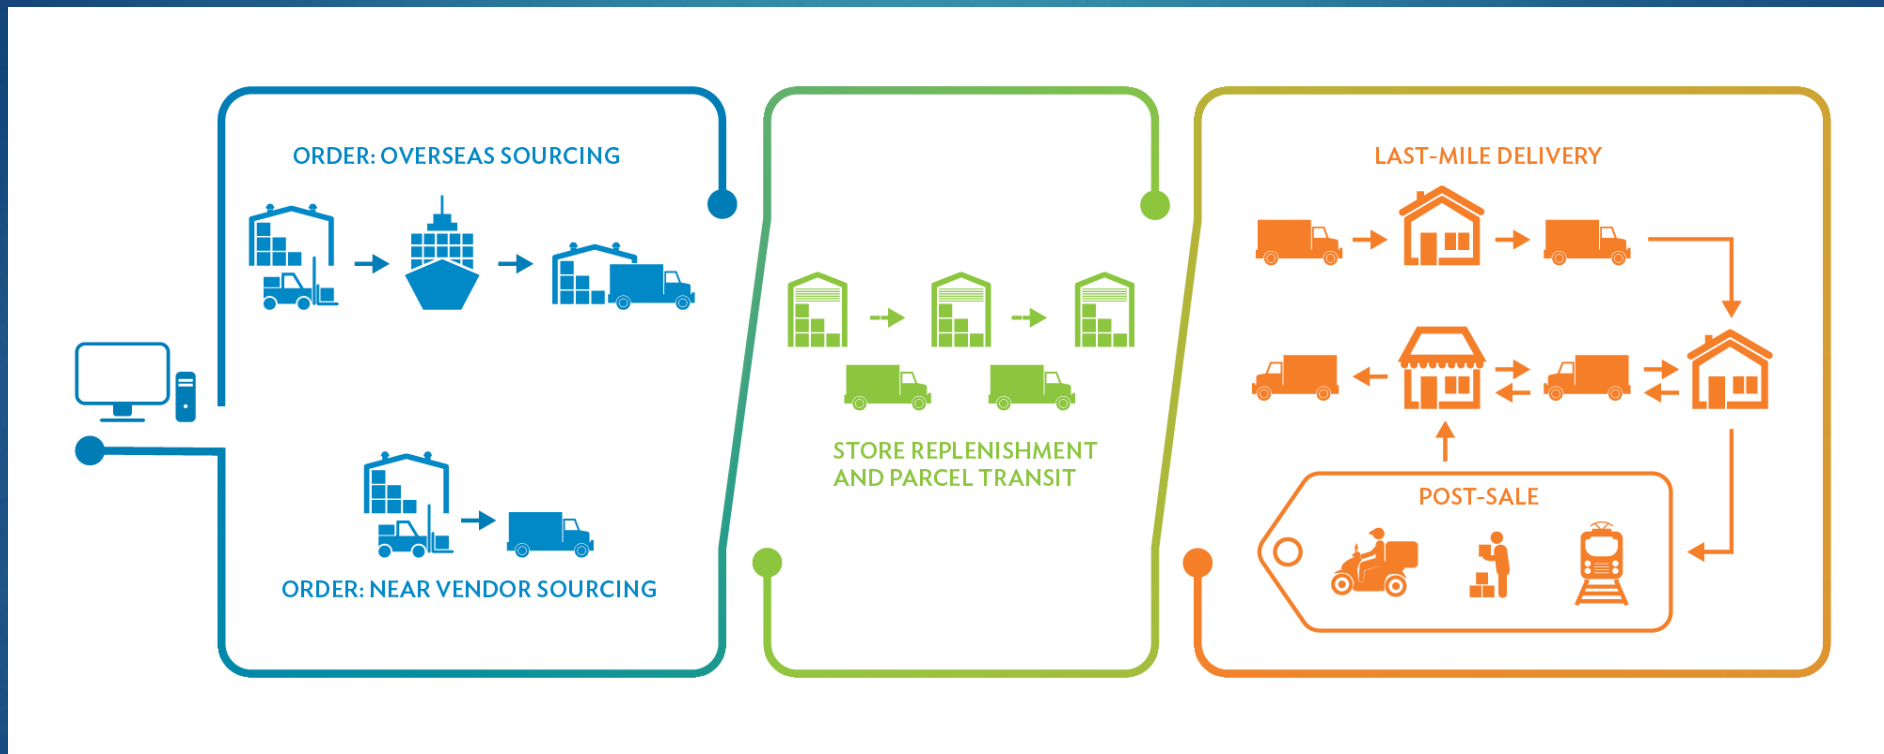 ORDER: OVERSEAS SOURCING
ORDER: NEAR VENDOR SOURCING
STORE REPLENISHMENT
AND PARCEL TRANSIT
LAST-MILE DELIVERY
POST-SALE